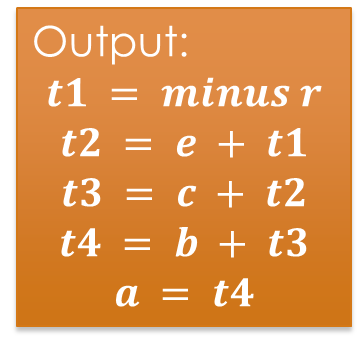 Output:
t1 = minus r
t2 = e + t1
t3 = c + t2
t4 = b + t3
a = t4